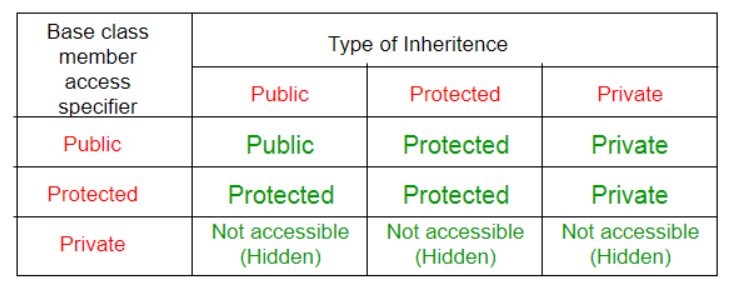 Base class
member
access
specifier
Type of Inheritence
Public Protected Private
Public Public Protected Private
Protected Protected Protected Private
Private Not accessible (Hidden) Not accessible (Hidden) Not accessible (Hidden)